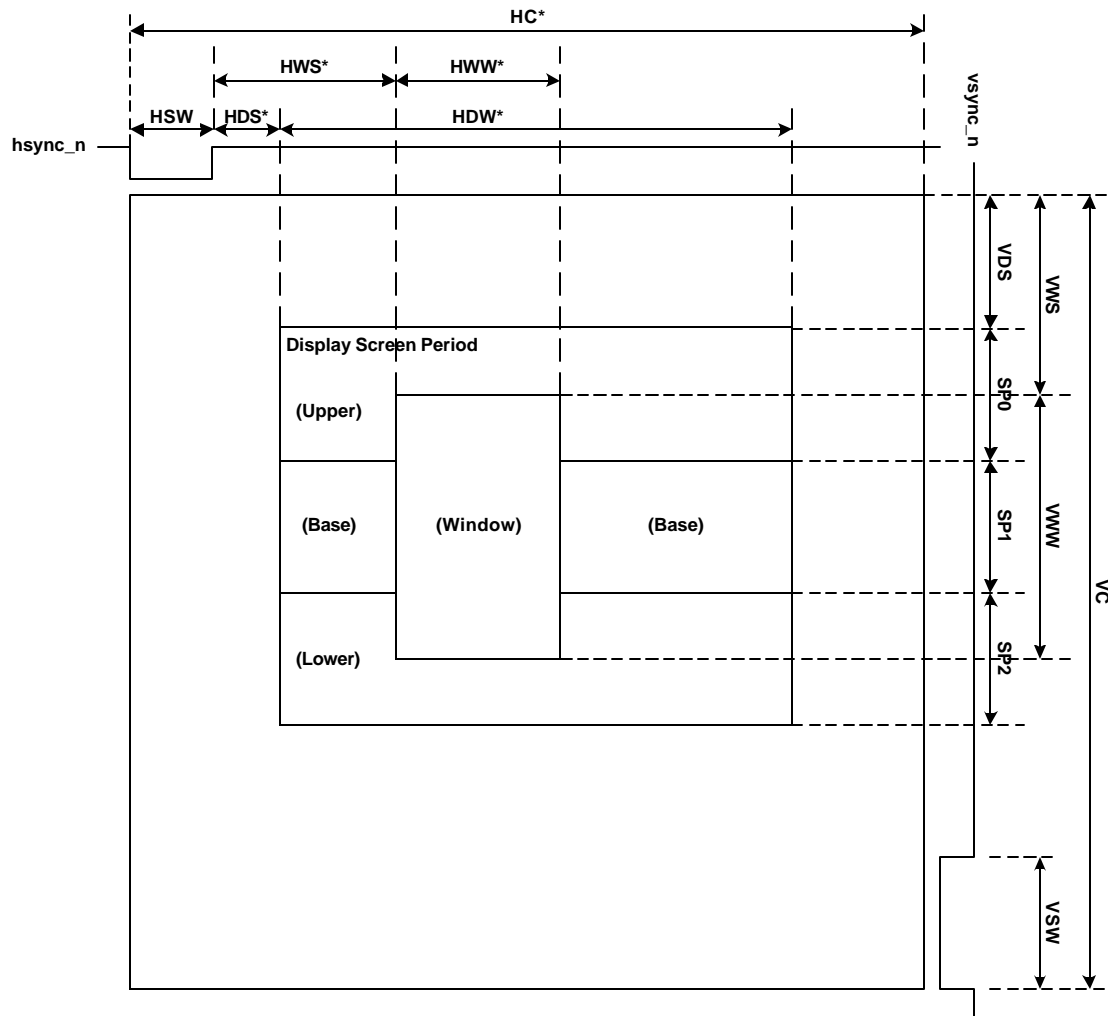 HC*
HWS*
HWW*
HSW
HDS*
HDW*
hsync_n
vsync_n
VDS
VWS
Display Screen Period
SP0
(Upper)
(Base)
(Window)
(Base)
SP1
VWW
VC
(Lower)
SP2
VSW